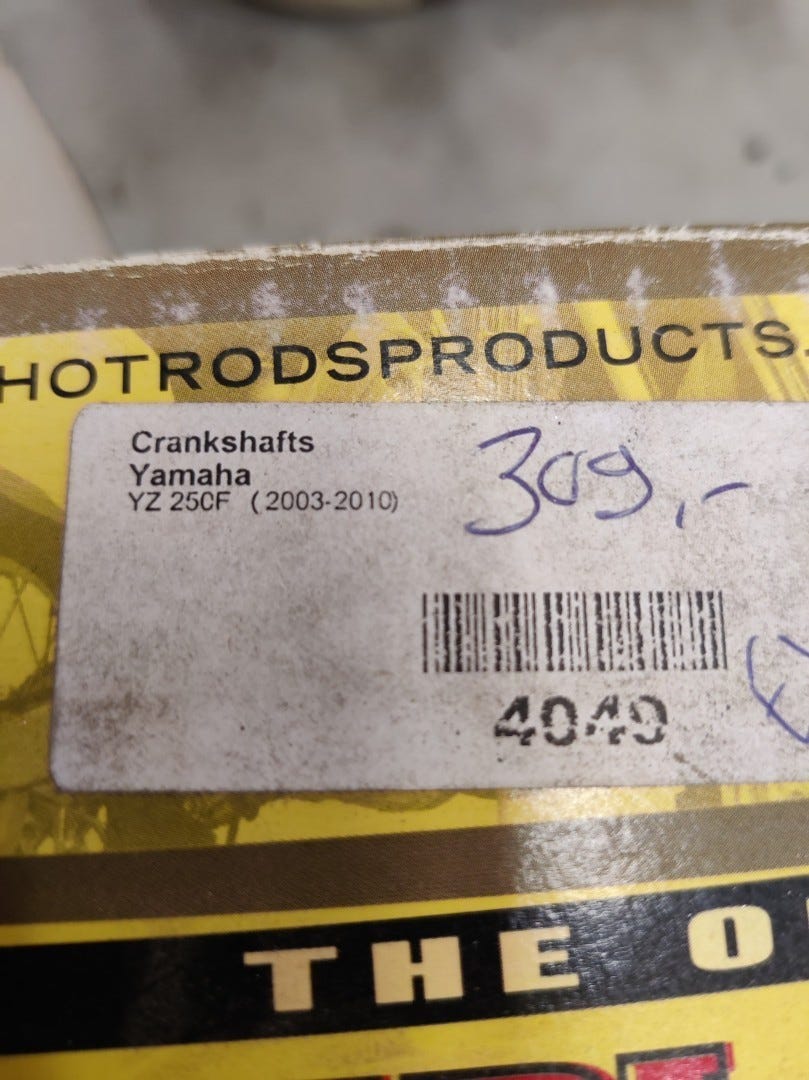 HOTRODSPRODUCTS.
Crankshafts
Yamaha
YZ 250F (2003-2010)
309,-
4049
THE O